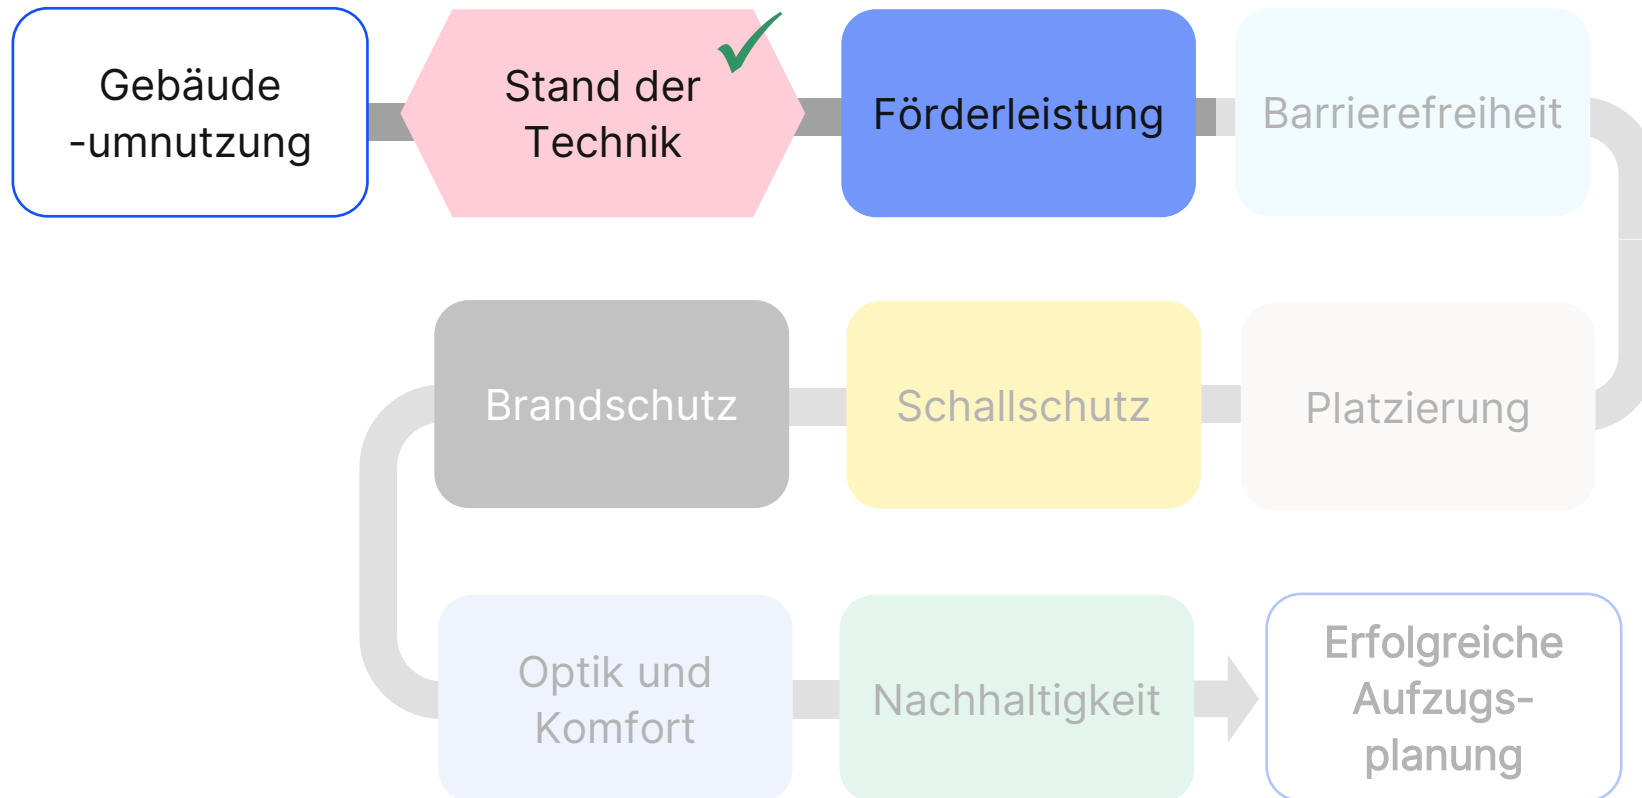 Gebäude
-umnutzung
Stand der
Technik
Förderleistung
Barrierefreiheit
Brandschutz
Schallschutz
Platzierung
Optik und
Komfort
Nachhaltigkeit
Erfolgreiche
Aufzugs-
planung